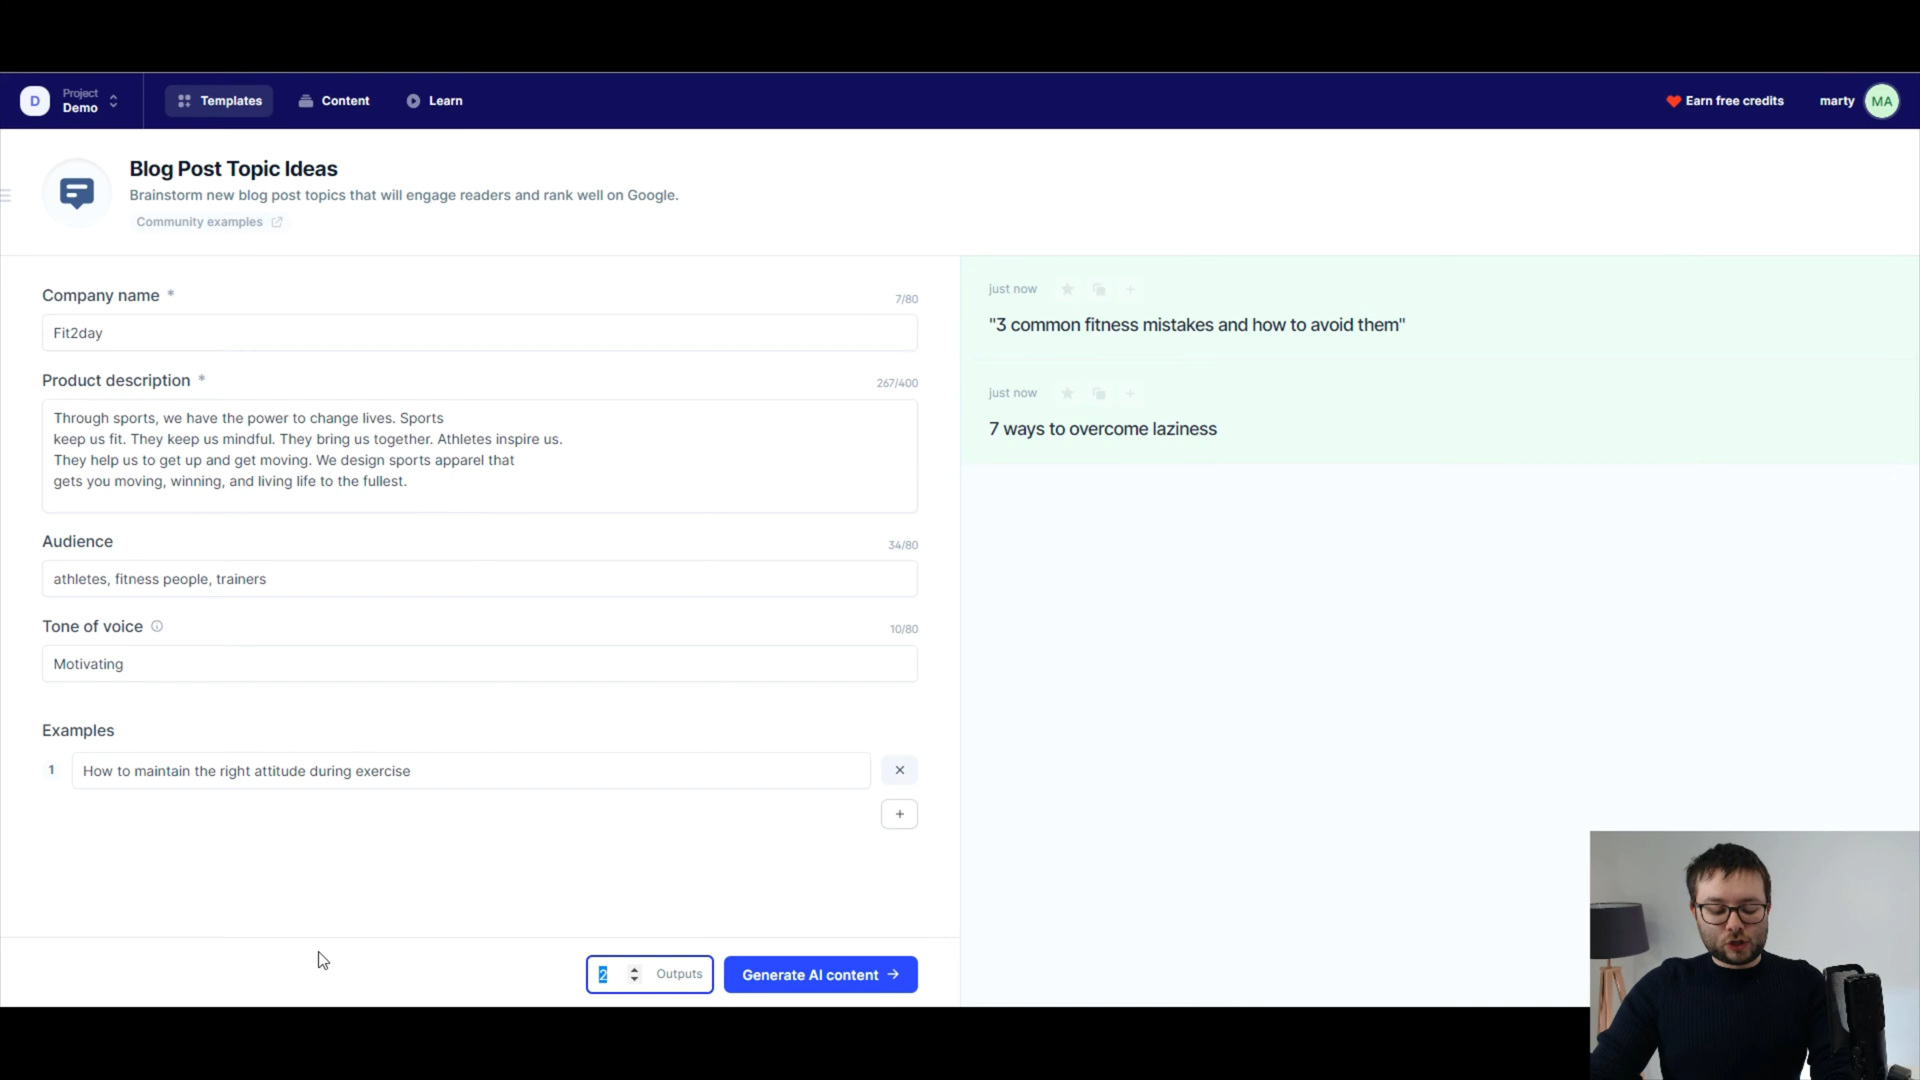 D
Project
Demo
Templates
Content
Learn
Earn free credits
marty
MA
Blog Post Topic Ideas
Brainstorm new blog post topics that will engage readers and rank well on Google.
Community examples
Company name *
7/80
Fit2day
Product description *
267/400
Through sports, we have the power to change lives. Sports
keep us fit. They keep us mindful. They bring us together. Athletes inspire us.
They help us to get up and get moving. We design sports apparel that
gets you moving, winning, and living life to the fullest.
Audience
34/80
athletes, fitness people, trainers
Tone of voice
10/80
Motivating
Examples
1
How to maintain the right attitude during exercise
2
Outputs
Generate AI content
just now
"3 common fitness mistakes and how to avoid them"
just now
7 ways to overcome laziness